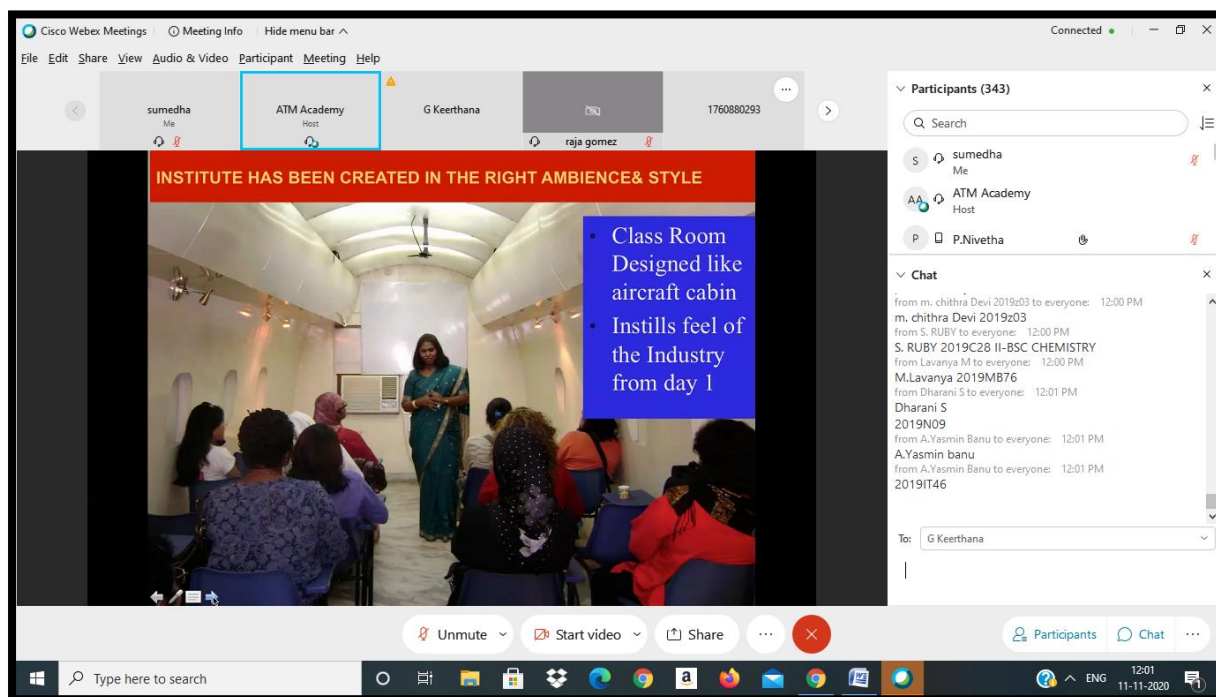 Cisco Webex Meetings Meeting Info Hide menu bar Connected
File Edit Share View Audio & Video Participant Meeting Help
sumedha
Me
ATM Academy
Host
G Keerthana
raja gomez
1760880293
INSTITUTE HAS BEEN CREATED IN THE RIGHT AMBIENCE& STYLE
• Class Room
Designed like
aircraft cabin
• Instills feel of
the Industry
from day 1
Participants (343)
Search
S sumedha
Me
AA ATM Academy
Host
P P.Nivetha
Chat
from m. chithra Devi 2019z03 to everyone: 12:00 PM
m. chithra Devi 2019z03
from S. RUBY to everyone: 12:00 PM
S. RUBY 2019C28 II-BSC CHEMISTRY
from Lavanya M to everyone: 12:00 PM
M.Lavanya 2019MB76
from Dharani S to everyone: 12:01 PM
Dharani S
2019N09
from A.Yasmin Banu to everyone: 12:01 PM
A.Yasmin banu
from A.Yasmin Banu to everyone: 12:01 PM
2019IT46
To: G Keerthana
Unmute Start video Share Participants Chat
Type here to search
a
ENG
12:01
11-11-2020
1